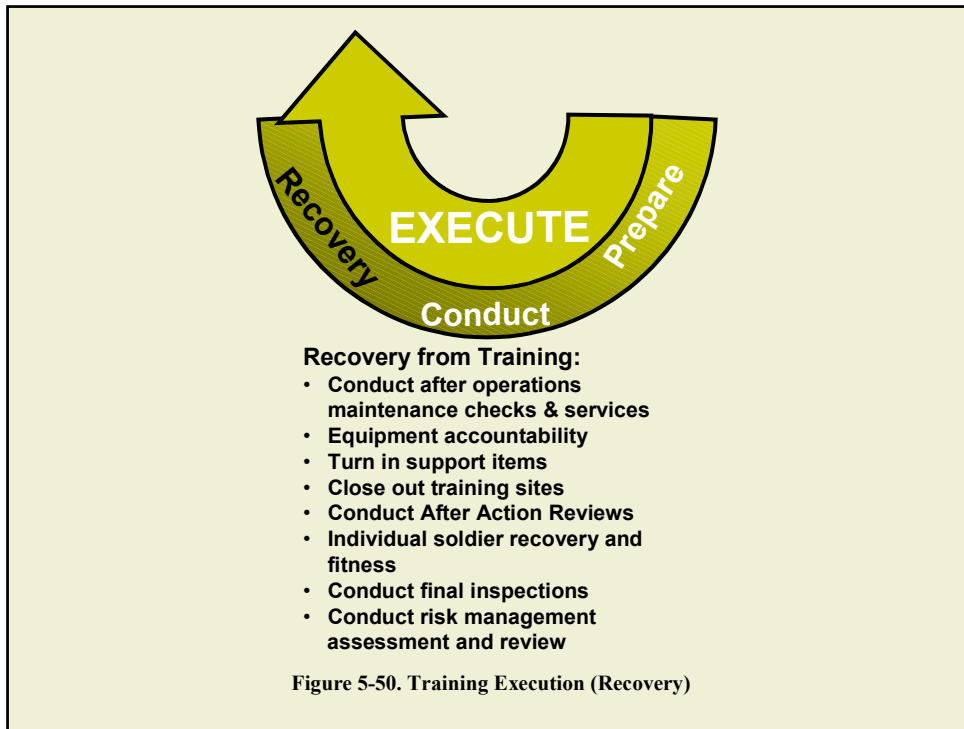 Recovery
EXECUTE
Prepare
Conduct
Recovery from Training:
• Conduct after operations
maintenance checks & services
• Equipment accountability
• Turn in support items
• Close out training sites
• Conduct After Action Reviews
• Individual soldier recovery and
fitness
• Conduct final inspections
• Conduct risk management
assessment and review
Figure 5-50. Training Execution (Recovery)